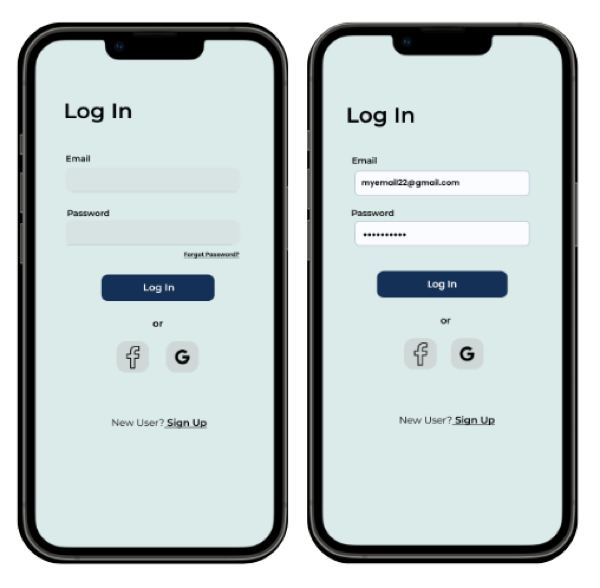 Log In
Email
Password
Forgot Password?
Log In
or
f G
New User? Sign Up
Log In
Email
myemail22@gmail.com
Password
••••••••••
Log In
or
f G
New User? Sign Up